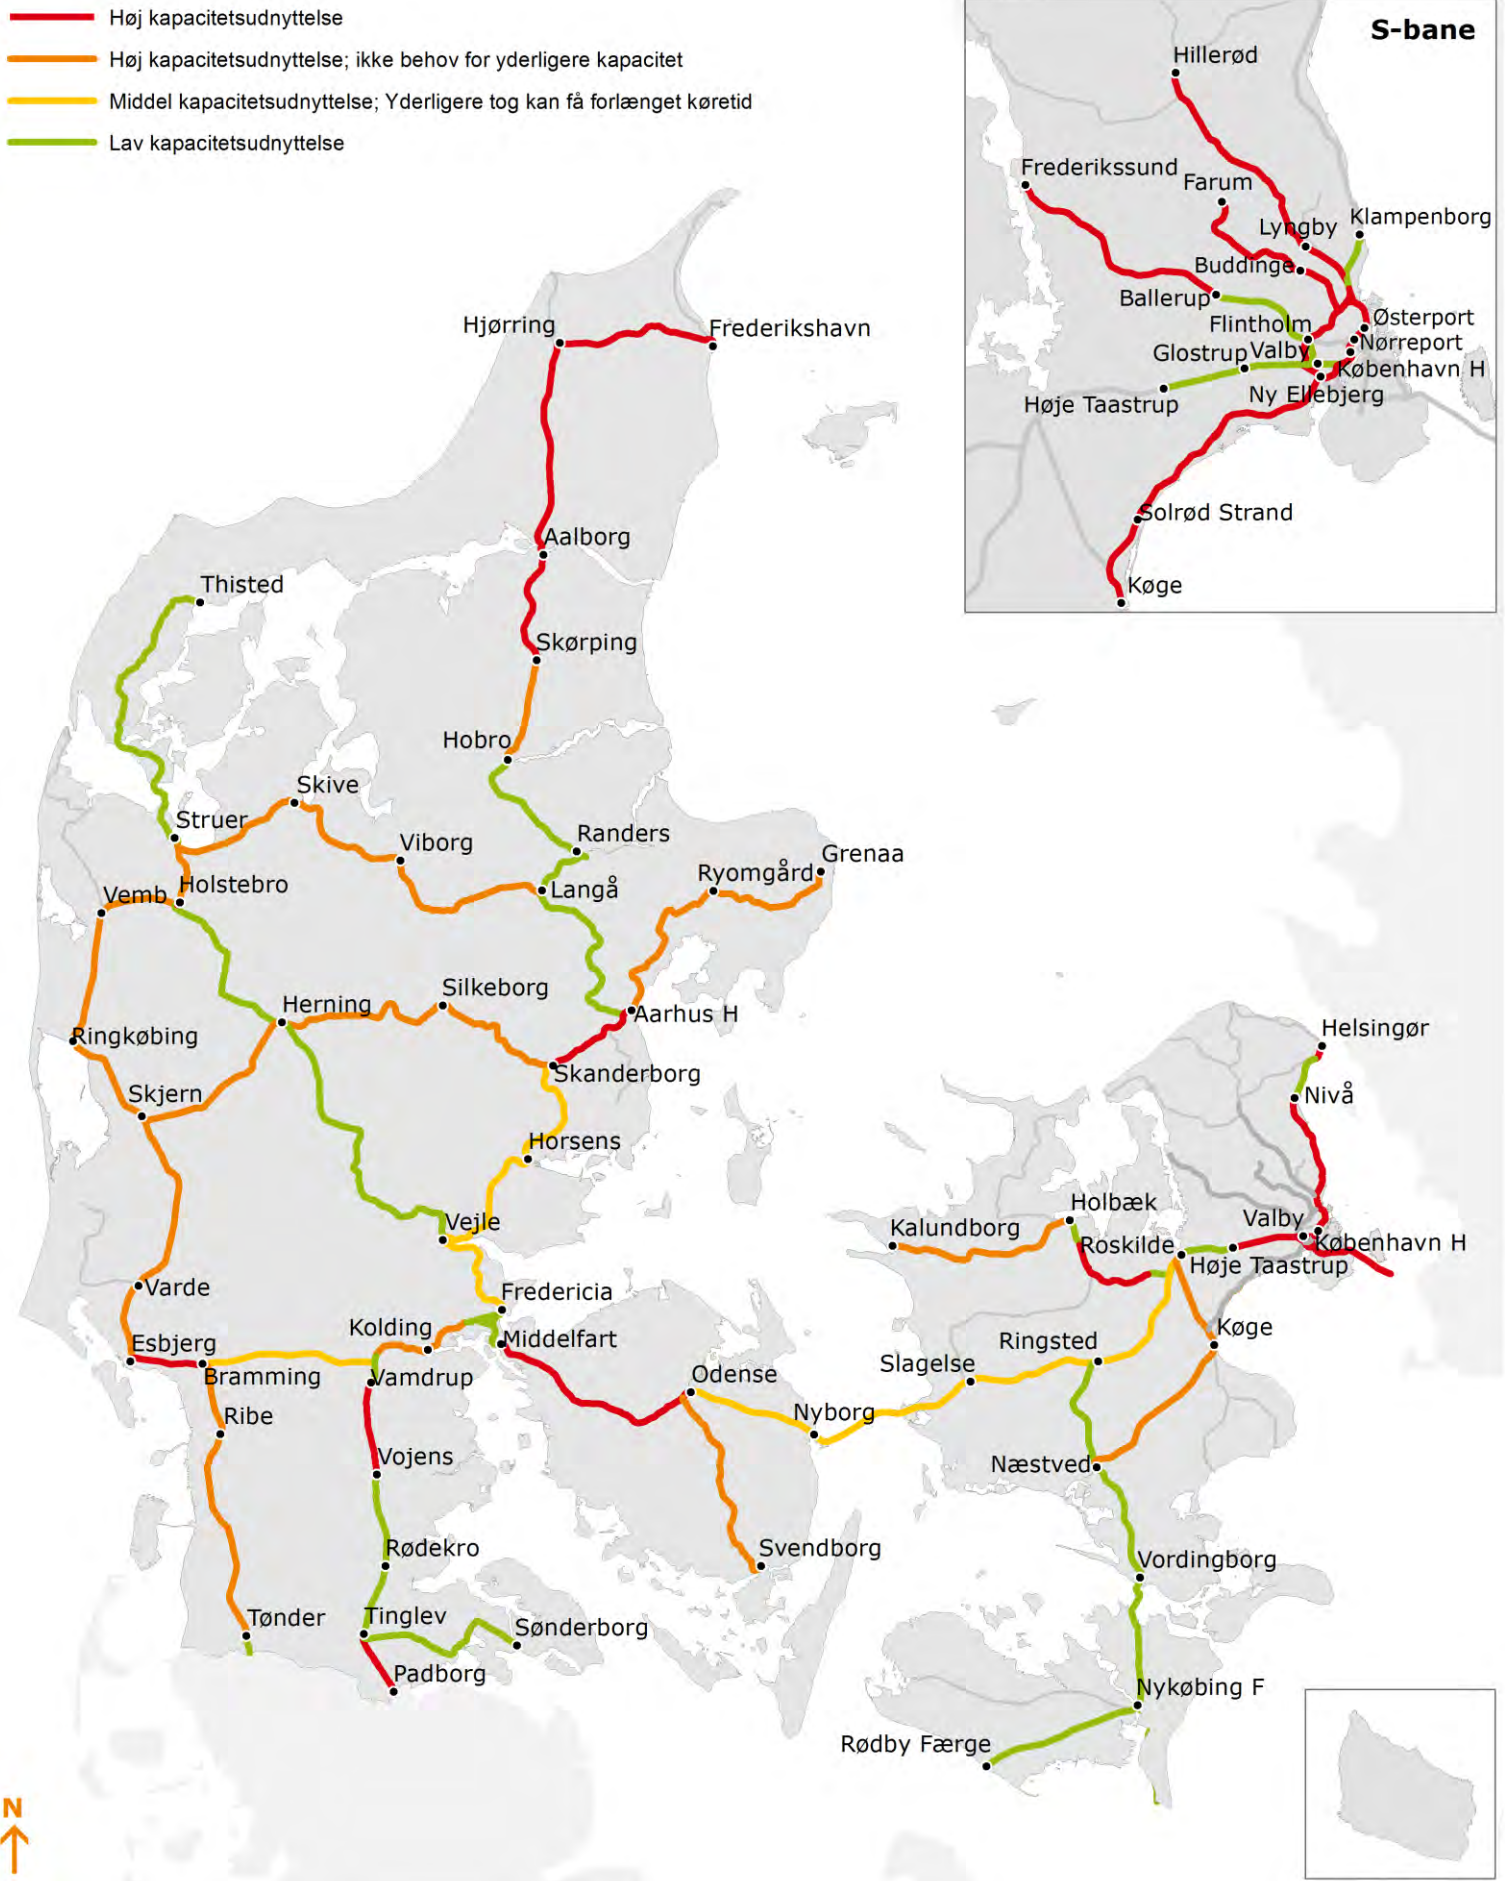 Høj kapacitetsudnyttelse
Høj kapacitetsudnyttelse; ikke behov for yderligere kapacitet
Middel kapacitetsudnyttelse; Yderligere tog kan få forlænget køretid
Lav kapacitetsudnyttelse
S-bane
Hillerød
Frederikssund
Farum
Klampenborg
Lyngby
Buddinge
Ballerup
Flintholm
Østerport
Nørreport
Glostrup
Valby
København H
Ny Ellebjerg
Høje Taastrup
Solrød Strand
Køge
Hjørring
Frederikshavn
Aalborg
Thisted
Skørping
Hobro
Skive
Struer
Viborg
Randers
Grenaa
Ryomgård
Langå
Holstebro
Vemb
Silkeborg
Herning
Aarhus H
Ringkøbing
Skanderborg
Skjern
Horsens
Vejle
Varde
Fredericia
Kolding
Middelfart
Esbjerg
Bramming
Vamdrup
Ribe
Odense
Nyborg
Vojens
Rødekro
Svendborg
Tønder
Tinglev
Sønderborg
Padborg
Helsingør
Nivå
Holbæk
Kalundborg
Valby
Roskilde
København H
Høje Taastrup
Køge
Ringsted
Slagelse
Næstved
Vordingborg
Nykøbing F
Rødby Færge
N